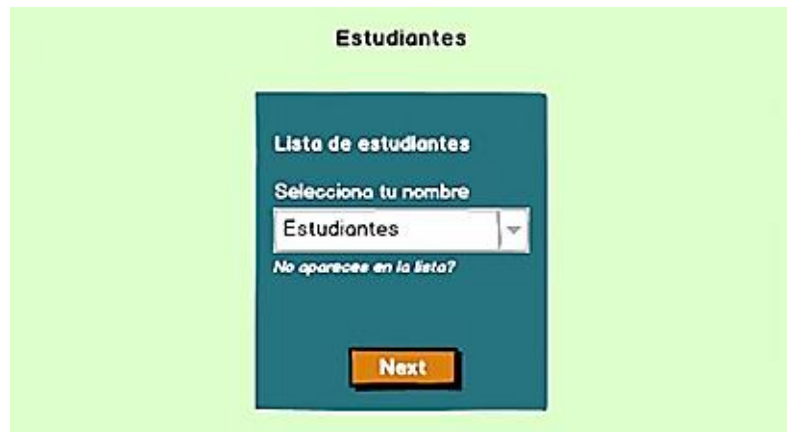 Estudiantes
Lista de estudiantes
Selecciona tu nombre
Estudiantes
No apareces en la lista?
Next